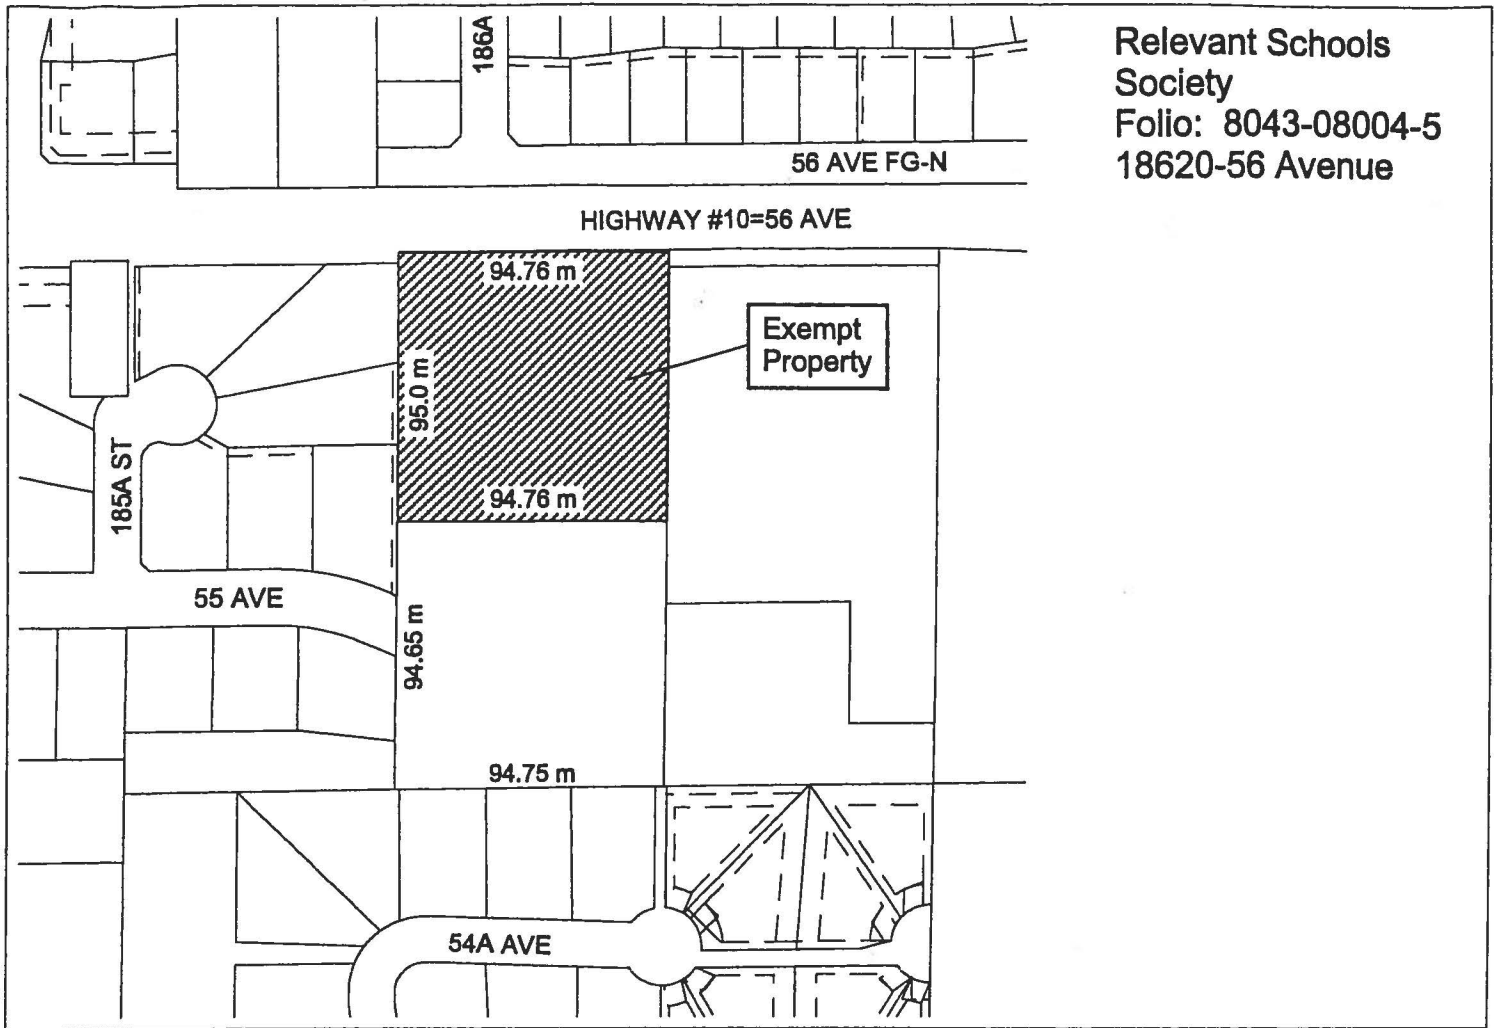 186A
Relevant Schools
Society
Folio: 8043-08004-5
18620-56 Avenue
56 AVE FG-N
HIGHWAY #10=56 AVE
94.76 m
Exempt
Property
95.0 m
185A ST
94.76 m
55 AVE
94.65 m
94.75 m
54A AVE